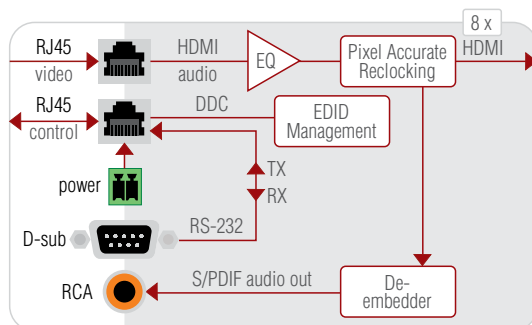 8 x
RJ45
video
HDMI
audio
EQ
Pixel Accurate
Reclocking
HDMI
RJ45
control
DDC
EDID
Management
power
TX
RX
D-sub
RS-232
RCA
S/PDIF audio out
De-
embedder